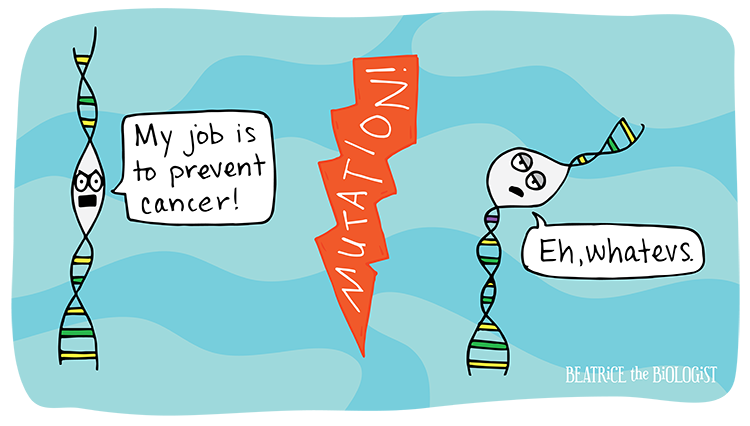 My job is
to prevent
cancer!
MUTATION!
Eh, whatevs.
BEATRiCE the BiOLOGiST